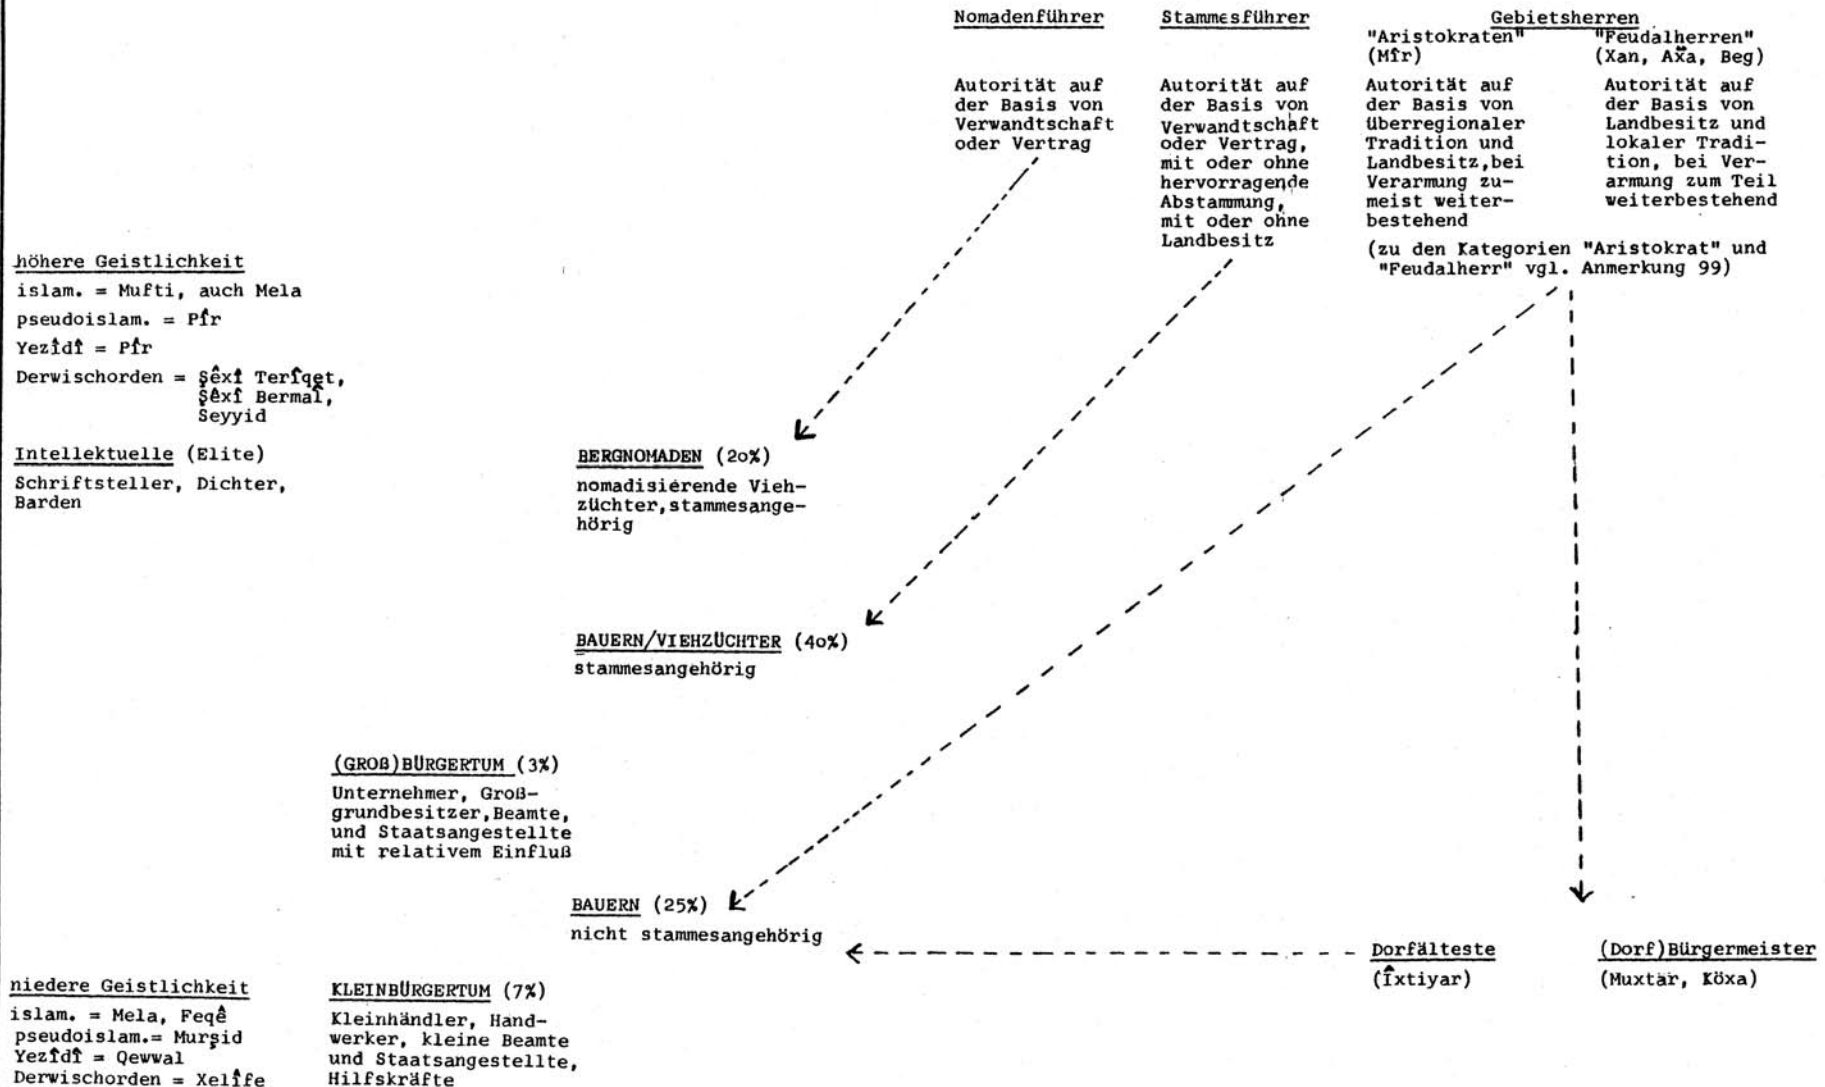 Nomadenführer
Autorität auf
der Basis von
Verwandtschaft
oder Vertrag
Stammesführer
Autorität auf
der Basis von
Verwandtschaft
oder Vertrag,
mit oder ohne
hervorragende
Abstammung,
mit oder ohne
Landbesitz
Gebietsherren
"Aristokraten"
(Mîr)
Autorität auf
der Basis von
überregionaler
Tradition und
Landbesitz,bei
Verarmung zu-
meist weiter-
bestehend
"Feudalherren"
(Xan, Aẍa, Beg)
Autorität auf
der Basis von
Landbesitz und
lokaler Tradi-
tion, bei Ver-
armung zum Teil
weiterbestehend
(zu den Kategorien "Aristokrat" und
"Feudalherr" vgl. Anmerkung 99)
höhere Geistlichkeit
islam. = Mufti, auch Mela
pseudoislam. = Pîr
Yezîdî = Pîr
Derwischorden = Şêxî Terîqet,
Şêxî Bermal,
Seyyid
Intellektuelle (Elite)
Schriftsteller, Dichter,
Barden
BERGNOMADEN (2o%)
nomadisierende Vieh-
züchter,stammesange-
hörig
BAUERN/VIEHZÜCHTER (4o%)
stammesangehörig
(GROß)BÜRGERTUM (3%)
Unternehmer, Groß-
grundbesitzer,Beamte,
und Staatsangestellte
mit relativem Einfluß
BAUERN (25%)
nicht stammesangehörig
Dorfälteste
(Îxtiyar)
(Dorf)Bürgermeister
(Muxtar, Köxa)
niedere Geistlichkeit
islam. = Mela, Feqê
pseudoislam.= Murşid
Yezîdî = Qewwal
Derwischorden = Xelîfe
KLEINBÜRGERTUM (7%)
Kleinhändler, Hand-
werker, kleine Beamte
und Staatsangestellte,
Hilfskräfte